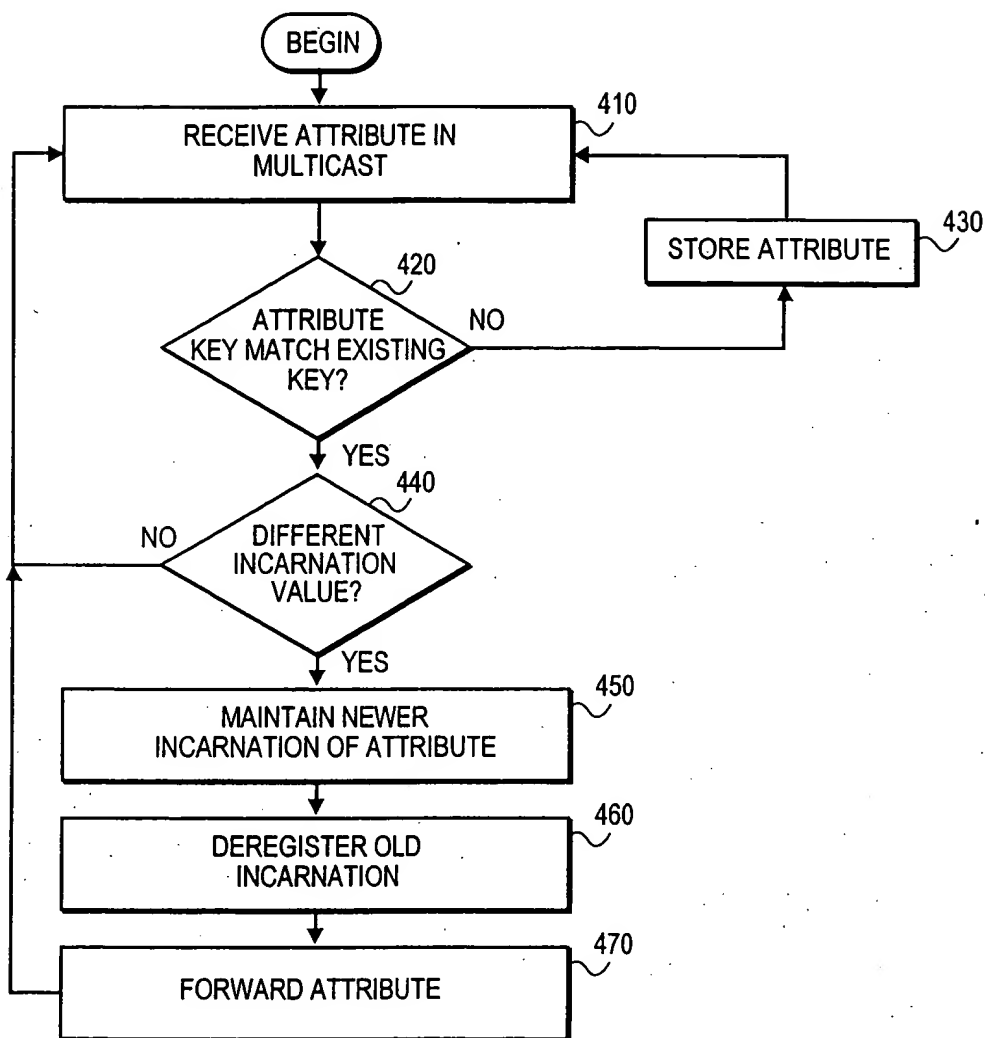 BEGIN
410
RECEIVE ATTRIBUTE IN
MULTICAST
430
STORE ATTRIBUTE
420
ATTRIBUTE
KEY MATCH EXISTING
KEY?
NO
YES
440
DIFFERENT
INCARNATION
VALUE?
NO
YES
450
MAINTAIN NEWER
INCARNATION OF ATTRIBUTE
460
DEREGISTER OLD
INCARNATION
470
FORWARD ATTRIBUTE